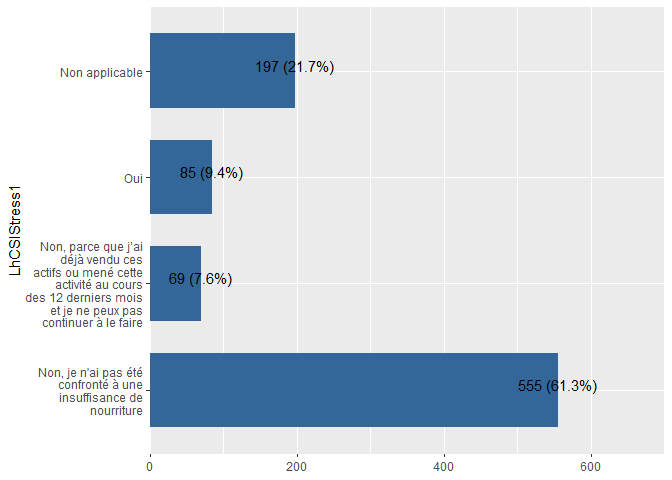 LhCSIStress1
Non applicable
197 (21.7%)
Oui
85 (9.4%)
Non, parce que j'ai
déjà vendu ces
actifs ou mené cette
activité au cours
des 12 derniers mois
et je ne peux pas
continuer à le faire
69 (7.6%)
Non, je n'ai pas été
confronté à une
insuffisance de
nourriture
555 (61.3%)
0
200
400
600